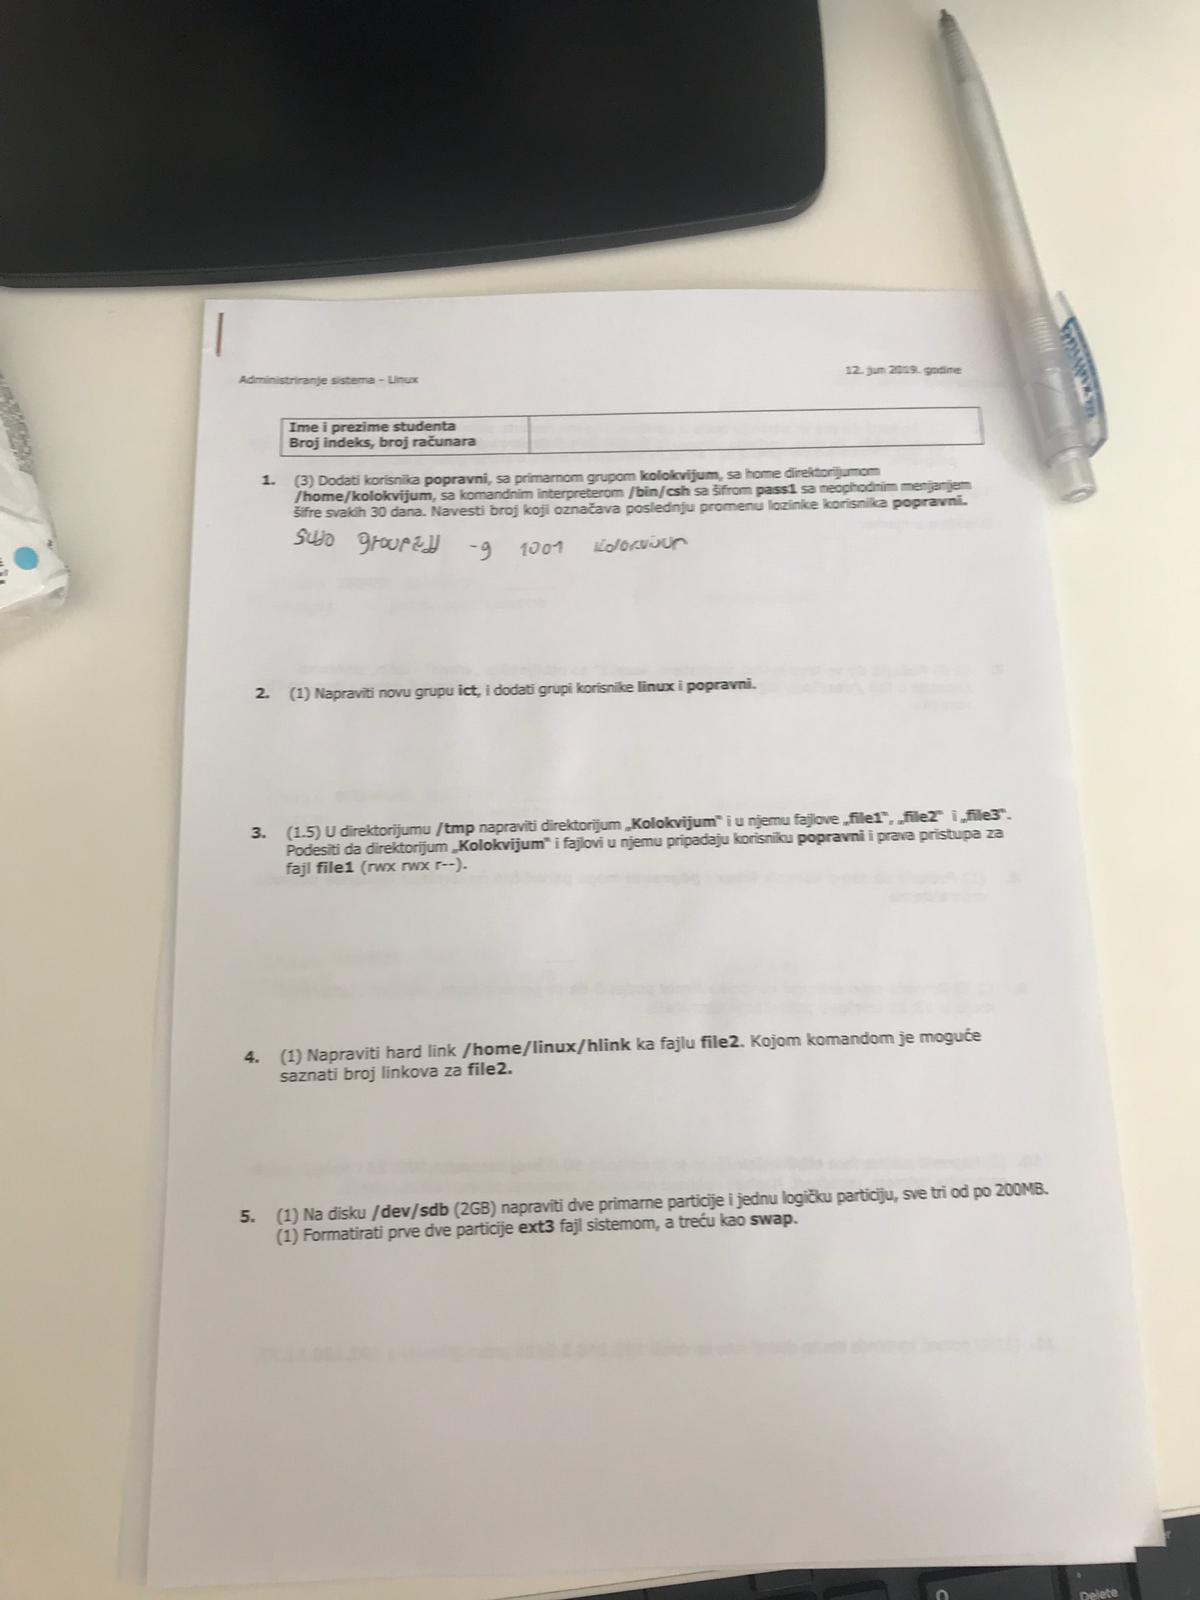 Administriranje sistema - Linux
12. jun 2019. godine
Ime i prezime studenta
Broj indeks, broj računara
1. (3) Dodati korisnika popravni, sa primarnom grupom kolokvijum, sa home direktorijumom
/home/kolokvijum, sa komandnim interpreterom /bin/csh sa šifrom pass1 sa neophodnim menjanjem
šifre svakih 30 dana. Navesti broj koji označava poslednju promenu lozinke korisnika popravni.
sudo groupadd -g 1001 kolokvijum
2. (1) Napraviti novu grupu ict, i dodati grupi korisnike linux i popravni.
3. (1.5) U direktorijumu /tmp napraviti direktorijum „Kolokvijum“ i u njemu fajlove „file1“, „file2“ i „file3“.
Podesiti da direktorijum „Kolokvijum“ i fajlovi u njemu pripadaju korisniku popravni i prava pristupa za
fajl file1 (rwx rwx r--).
4. (1) Napraviti hard link /home/linux/hlink ka fajlu file2. Kojom komandom je moguće
saznati broj linkova za file2.
5. (1) Na disku /dev/sdb (2GB) napraviti dve primarne particije i jednu logičku particiju, sve tri od po 200MB.
(1) Formatirati prve dve particije ext3 fajl sistemom, a treću kao swap.
Delete